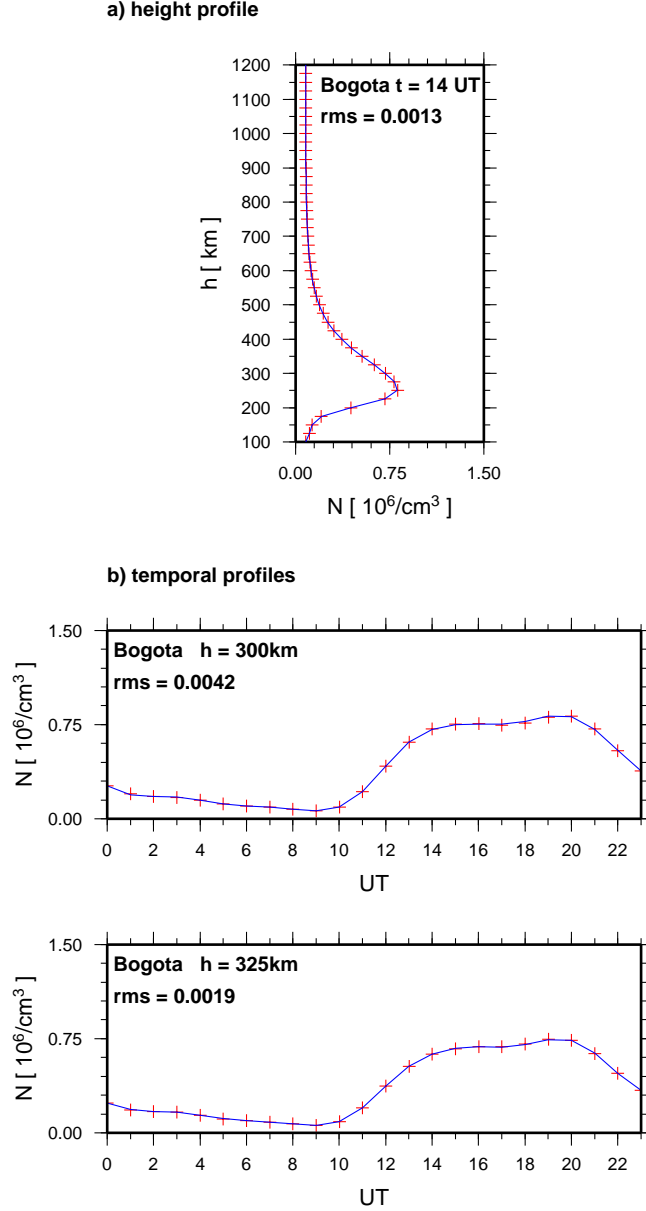 a) height profile
Bogota t = 14 UT
rms = 0.0013
1200
1100
1000
900
800
700
600
500
400
300
200
100
h [ km ]
0.00 0.75 1.50
N [ 10⁶/cm³ ]
b) temporal profiles
Bogota h = 300km
rms = 0.0042
1.50
0.75
0.00
N [ 10⁶/cm³ ]
0 2 4 6 8 10 12 14 16 18 20 22
UT
Bogota h = 325km
rms = 0.0019
1.50
0.75
0.00
N [ 10⁶/cm³ ]
0 2 4 6 8 10 12 14 16 18 20 22
UT